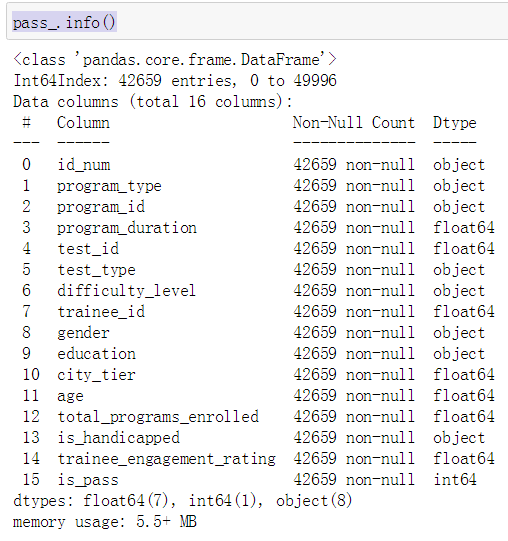 pass_.info()
<class 'pandas.core.frame.DataFrame'>
Int64Index: 42659 entries, 0 to 49996
Data columns (total 16 columns):
 #   Column                    Non-Null Count  Dtype
---  ------                    --------------  -----
 0   id_num                    42659 non-null  object
 1   program_type              42659 non-null  object
 2   program_id                42659 non-null  object
 3   program_duration          42659 non-null  float64
 4   test_id                   42659 non-null  float64
 5   test_type                 42659 non-null  object
 6   difficulty_level          42659 non-null  object
 7   trainee_id                42659 non-null  float64
 8   gender                    42659 non-null  object
 9   education                 42659 non-null  object
 10  city_tier                 42659 non-null  float64
 11  age                       42659 non-null  float64
 12  total_programs_enrolled   42659 non-null  float64
 13  is_handicapped            42659 non-null  object
 14  trainee_engagement_rating 42659 non-null  float64
 15  is_pass                   42659 non-null  int64
dtypes: float64(7), int64(1), object(8)
memory usage: 5.5+ MB